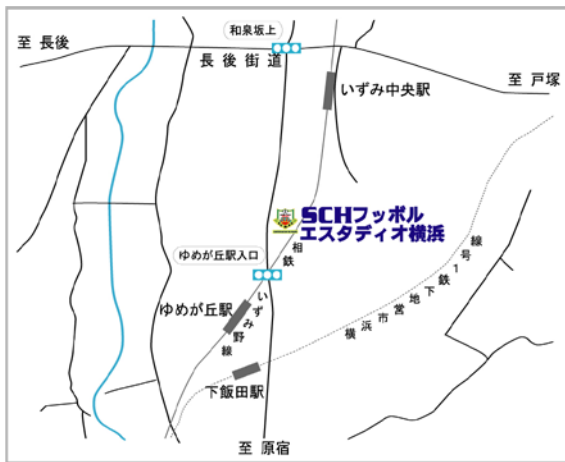 和泉坂上
至 長後
長後街道
至 戸塚
いずみ中央駅
SCHフッボル
エスタディオ横浜
相鉄いずみ野線
ゆめが丘駅入口
ゆめが丘駅
横浜市営地下鉄1号線
下飯田駅
至 原宿